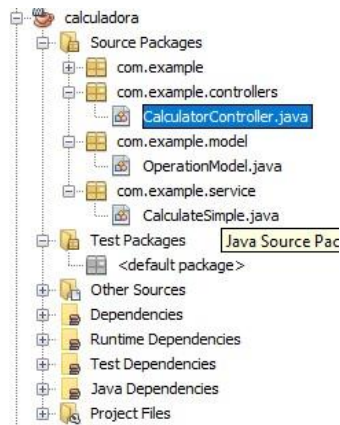 calculadora
Source Packages
com.example
com.example.controllers
CalculatorController.java
com.example.model
OperationModel.java
com.example.service
CalculateSimple.java
Test Packages
Java Source Pac
<default package>
Other Sources
Dependencies
Runtime Dependencies
Test Dependencies
Java Dependencies
Project Files